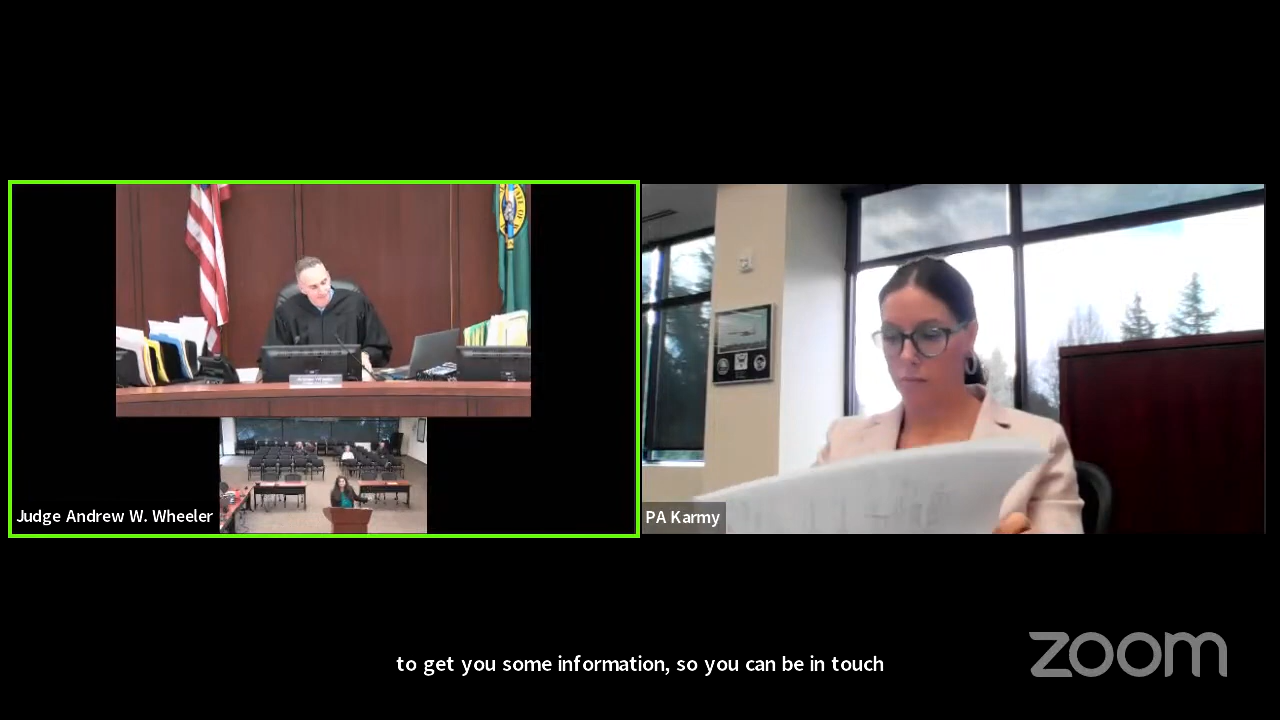 Judge Andrew W. Wheeler
PA Karmy
to get you some information, so you can be in touch
zoom